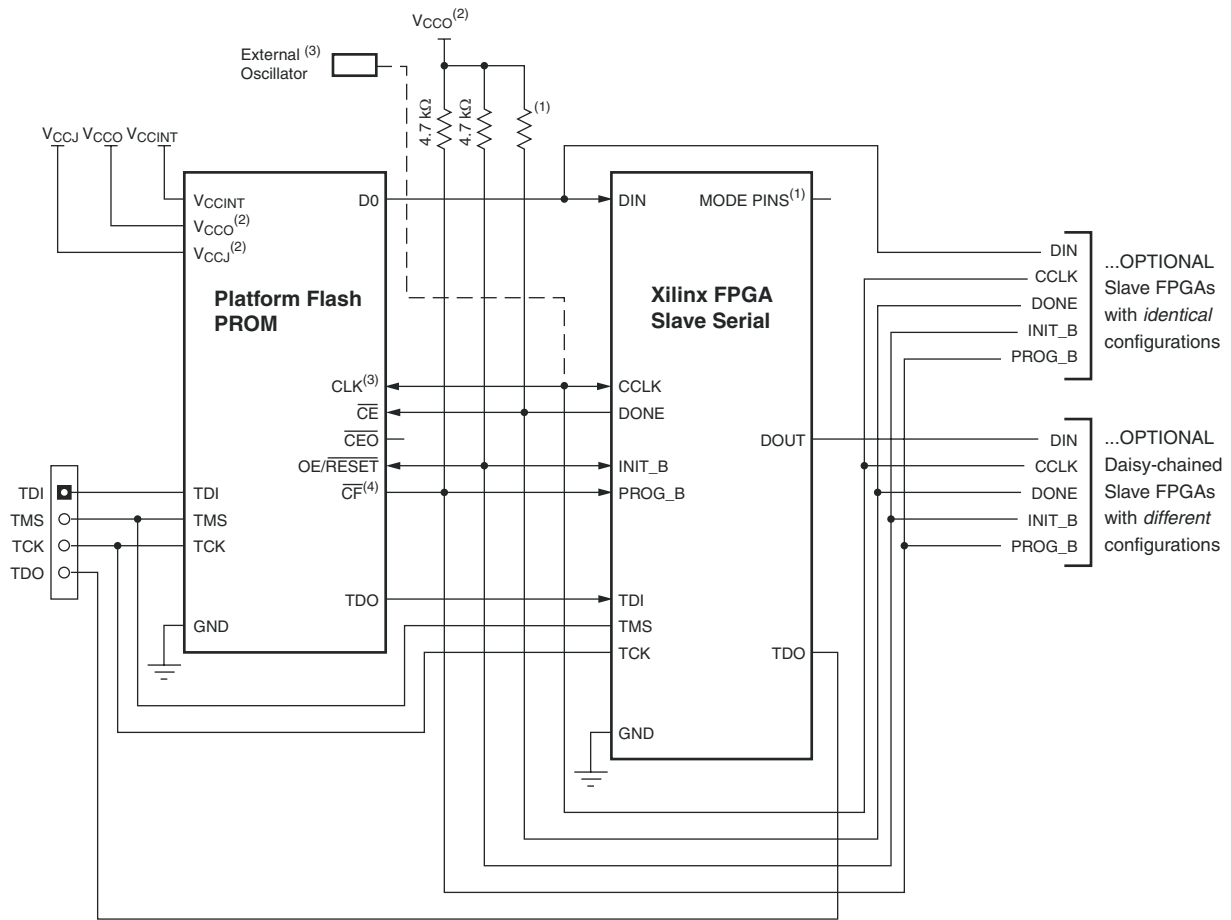 VCCO(2)
External (3)
Oscillator
4.7 kΩ
4.7 kΩ
(1)
VCCJ VCCO VCCINT
VCCINT
VCCO(2)
VCCJ(2)
D0
Platform Flash
PROM
CLK(3)
CE
CEO
OE/RESET
CF(4)
TDI
TMS
TCK
TDO
GND
TDI
TMS
TCK
TDO
DIN
MODE PINS(1)
Xilinx FPGA
Slave Serial
CCLK
DONE
DOUT
INIT_B
PROG_B
TDI
TMS
TCK
TDO
GND
DIN
CCLK
DONE
INIT_B
PROG_B
...OPTIONAL
Slave FPGAs
with identical
configurations
DIN
CCLK
DONE
INIT_B
PROG_B
...OPTIONAL
Daisy-chained
Slave FPGAs
with different
configurations